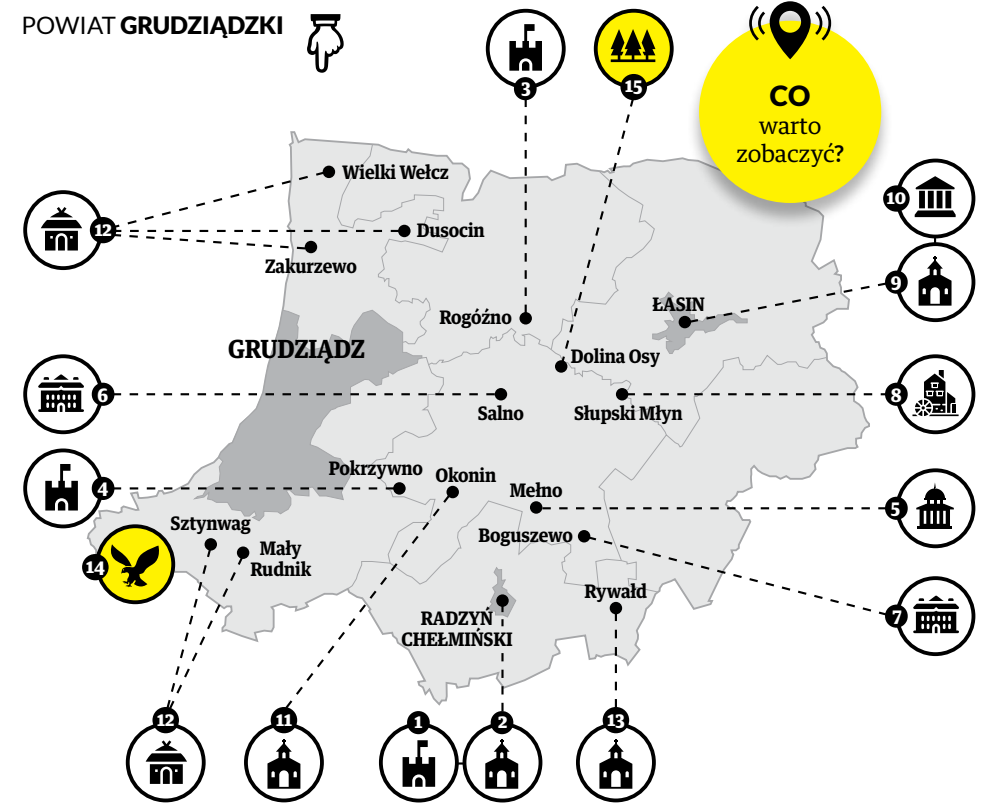 POWIAT GRUDZIĄDZKI
3
15
CO
warto
zobaczyć?
Wielki Wełcz
10
12
Dusocin
Zakurzewo
9
ŁASIN
Rogóźno
GRUDZIĄDZ
Dolina Osy
6
8
Salno
Słupski Młyn
Pokrzywno
Okonin
4
Mełno
5
Sztynwag
Boguszewo
Mały
Rudnik
14
Rywałd
7
RADZYŃ
CHEŁMIŃSKI
12
11
1
2
13